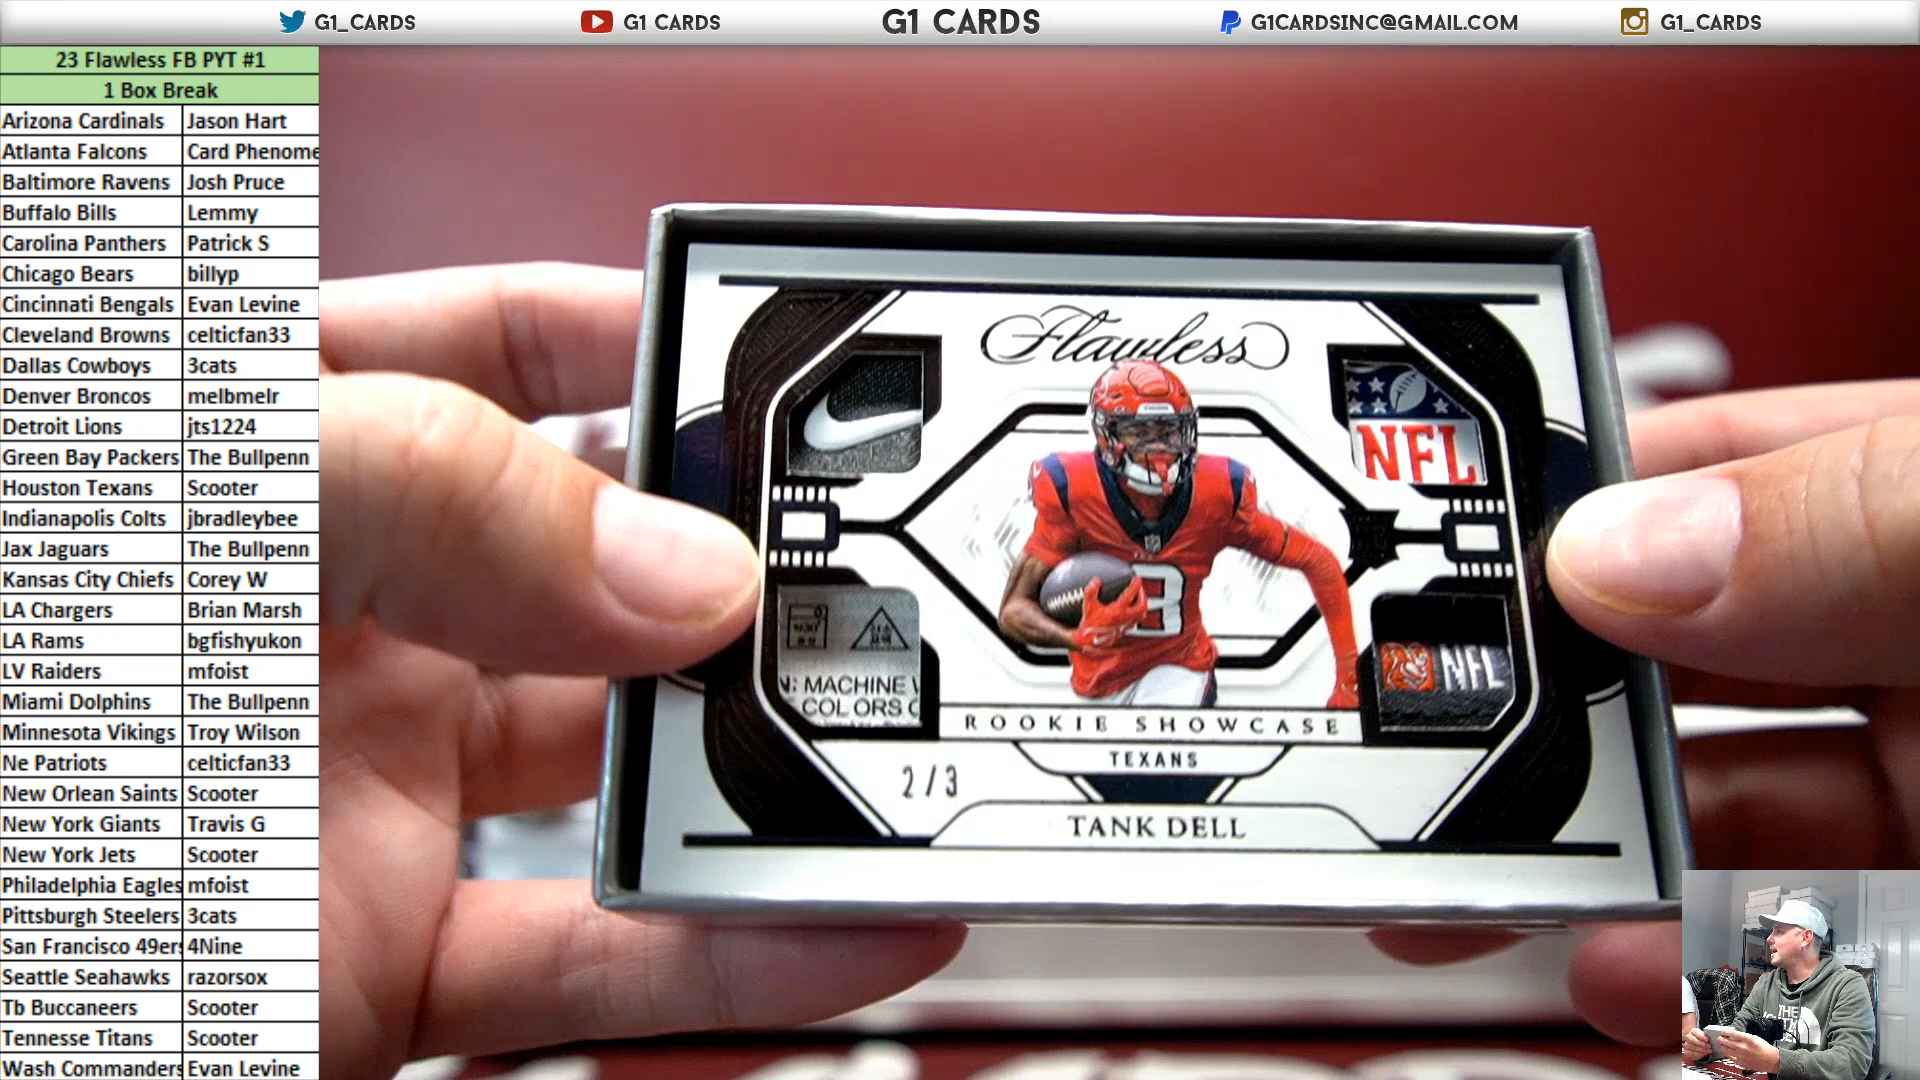 G1_CARDS G1 CARDS G1 CARDS G1CARDSINC@GMAIL.COM G1_CARDS
23 Flawless FB PYT #1
1 Box Break
Arizona Cardinals Jason Hart
Atlanta Falcons Card Phenome
Baltimore Ravens Josh Pruce
Buffalo Bills Lemmy
Carolina Panthers Patrick S
Chicago Bears billyp
Cincinnati Bengals Evan Levine
Cleveland Browns celticfan33
Dallas Cowboys 3cats
Denver Broncos melbmelr
Detroit Lions jts1224
Green Bay Packers The Bullpenn
Houston Texans Scooter
Indianapolis Colts jbradleybee
Jax Jaguars The Bullpenn
Kansas City Chiefs Corey W
LA Chargers Brian Marsh
LA Rams bgfishyukon
LV Raiders mfoist
Miami Dolphins The Bullpenn
Minnesota Vikings Troy Wilson
Ne Patriots celticfan33
New Orlean Saints Scooter
New York Giants Travis G
New York Jets Scooter
Philadelphia Eagles mfoist
Pittsburgh Steelers 3cats
San Francisco 49ers 4Nine
Seattle Seahawks razorsox
Tb Buccaneers Scooter
Tennesse Titans Scooter
Wash Commanders Evan Levine
Flawless
NFL
3
MACHINE
COLORS
NFL
ROOKIE SHOWCASE
TEXANS
2/3
TANK DELL
THE